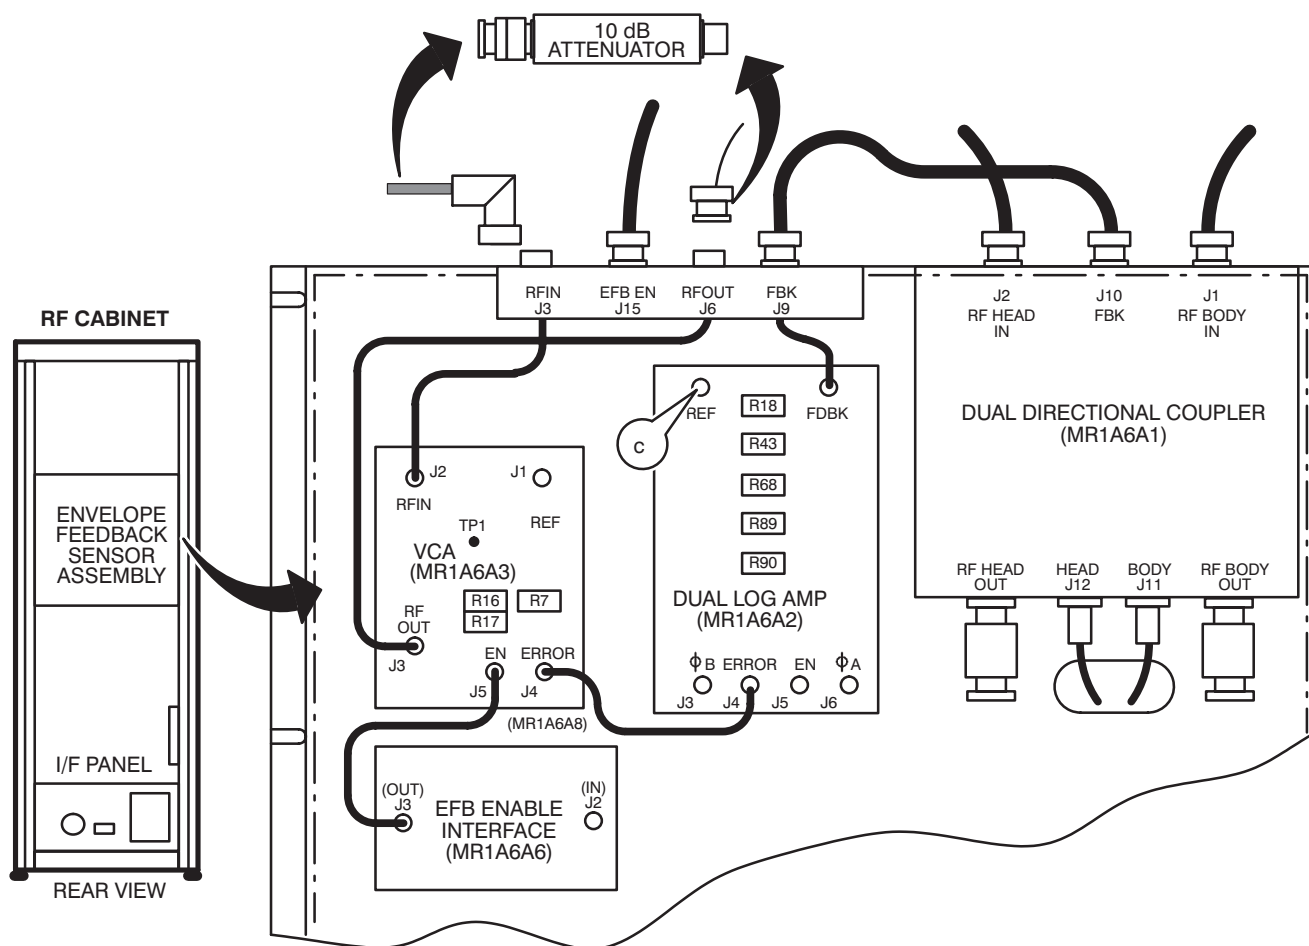 10 dB
ATTENUATOR
RFIN
J3
EFB EN
J15
RFOUT
J6
FBK
J9
J2
RF HEAD
IN
J10
FBK
J1
RF BODY
IN
DUAL DIRECTIONAL COUPLER
(MR1A6A1)
RF HEAD
OUT
HEAD
J12
BODY
J11
RF BODY
OUT
RF CABINET
ENVELOPE
FEEDBACK
SENSOR
ASSEMBLY
I/F PANEL
REAR VIEW
REF
C
FDBK
R18
R43
R68
R89
R90
DUAL LOG AMP
(MR1A6A2)
ϕB
J3
ERROR
J4
EN
J5
ϕA
J6
J2
RFIN
J1
REF
TP1
VCA
(MR1A6A3)
R16
R7
R17
RF
OUT
J3
EN
J5
ERROR
J4
(MR1A6A8)
(OUT)
J3
(IN)
J2
EFB ENABLE
INTERFACE
(MR1A6A6)